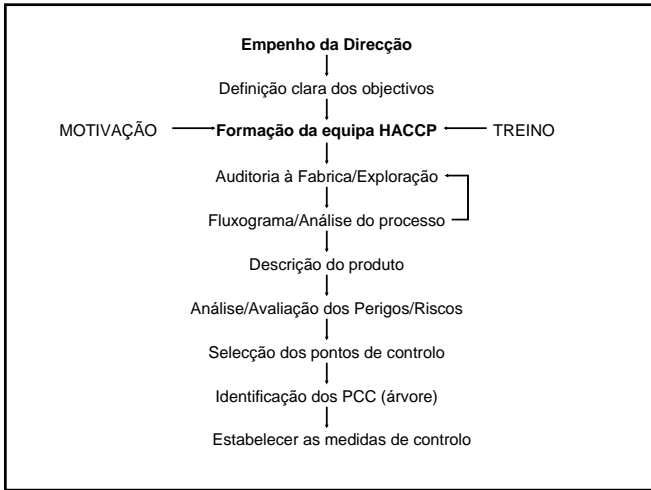 Empenho da Direcção
Definição clara dos objectivos
MOTIVAÇÃO Formação da equipa HACCP TREINO
Auditoria à Fabrica/Exploração
Fluxograma/Análise do processo
Descrição do produto
Análise/Avaliação dos Perigos/Riscos
Selecção dos pontos de controlo
Identificação dos PCC (árvore)
Estabelecer as medidas de controlo